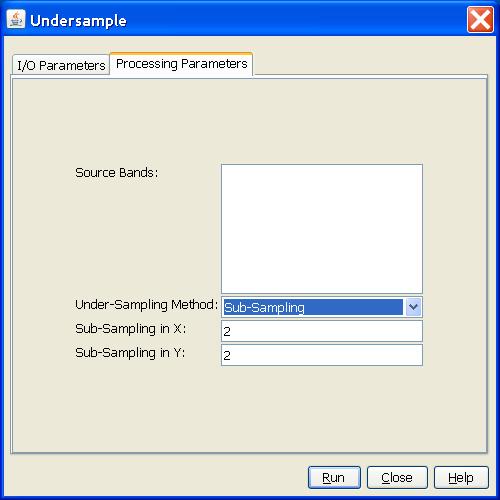 Undersample
I/O Parameters
Processing Parameters
Source Bands:
Under-Sampling Method: Sub-Sampling
Sub-Sampling in X: 2
Sub-Sampling in Y: 2
Run Close Help